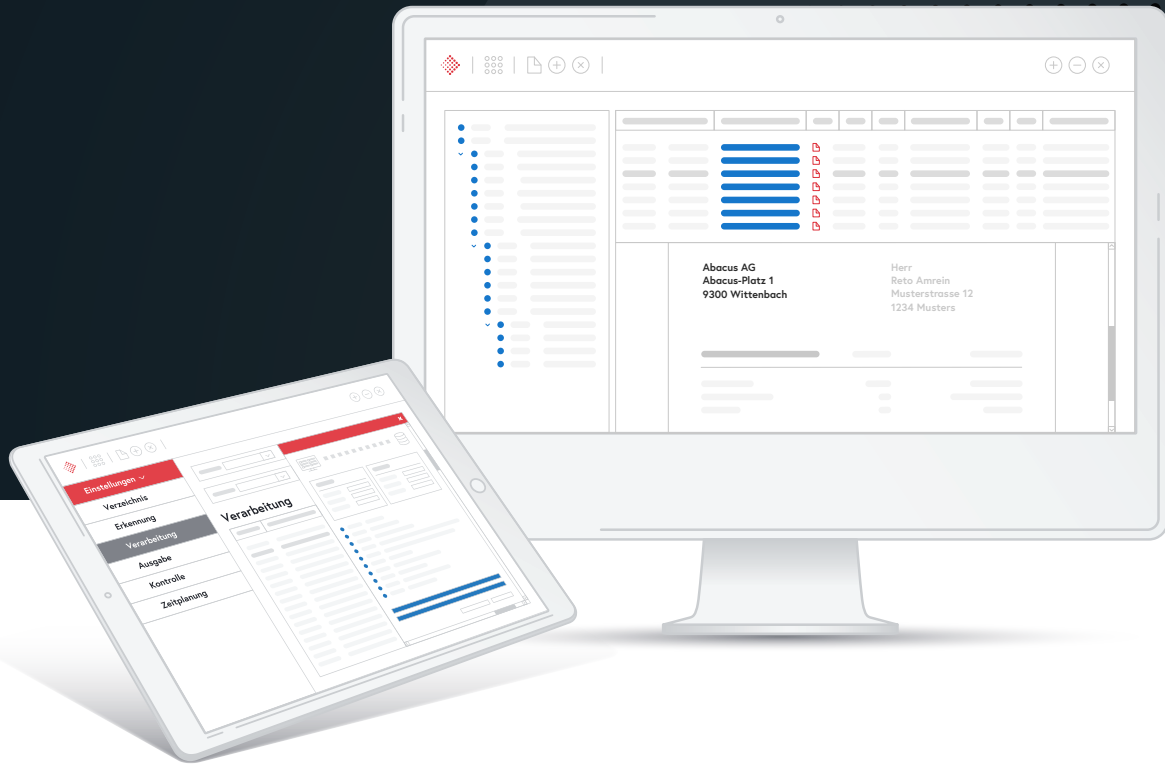 Abacus AG
Abacus-Platz 1
9300 Wittenbach
Herr
Reto Amrein
Musterstrasse 12
1234 Musters
Einstellungen
Verzeichnis
Erkennung
Verarbeitung
Ausgabe
Kontrolle
Zeitplanung
Verarbeitung